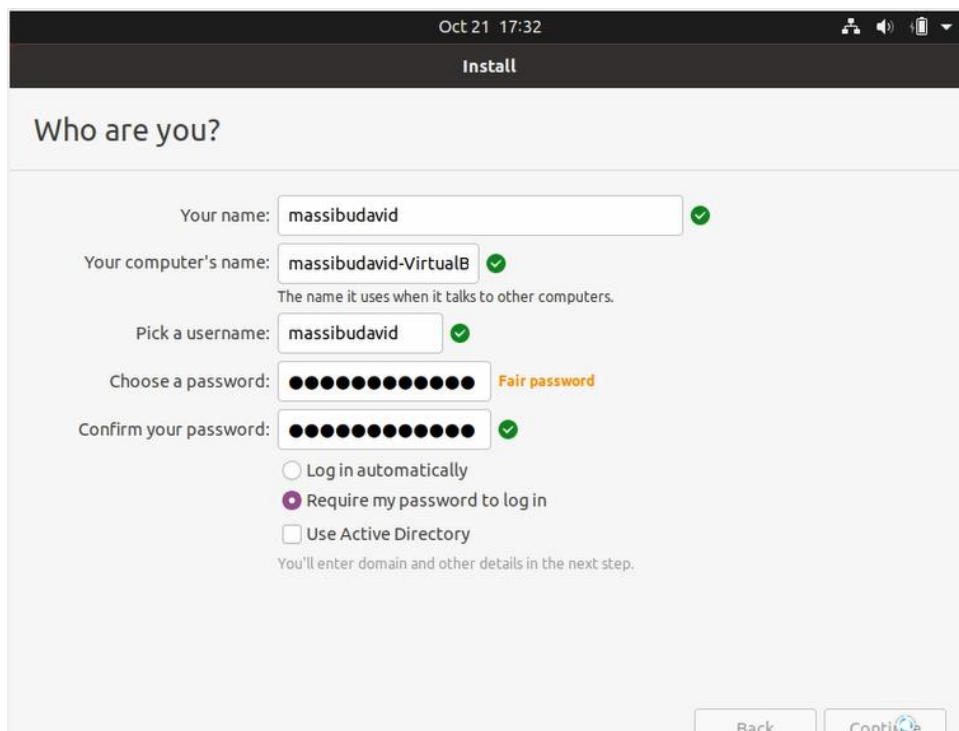 Oct 21 17:32
Install
Who are you?
Your name: massibudavid
Your computer's name: massibudavid-VirtualB
The name it uses when it talks to other computers.
Pick a username: massibudavid
Choose a password: ●●●●●●●●●●●● Fair password
Confirm your password: ●●●●●●●●●●●●
Log in automatically
Require my password to log in
Use Active Directory
You'll enter domain and other details in the next step.
Back Continue